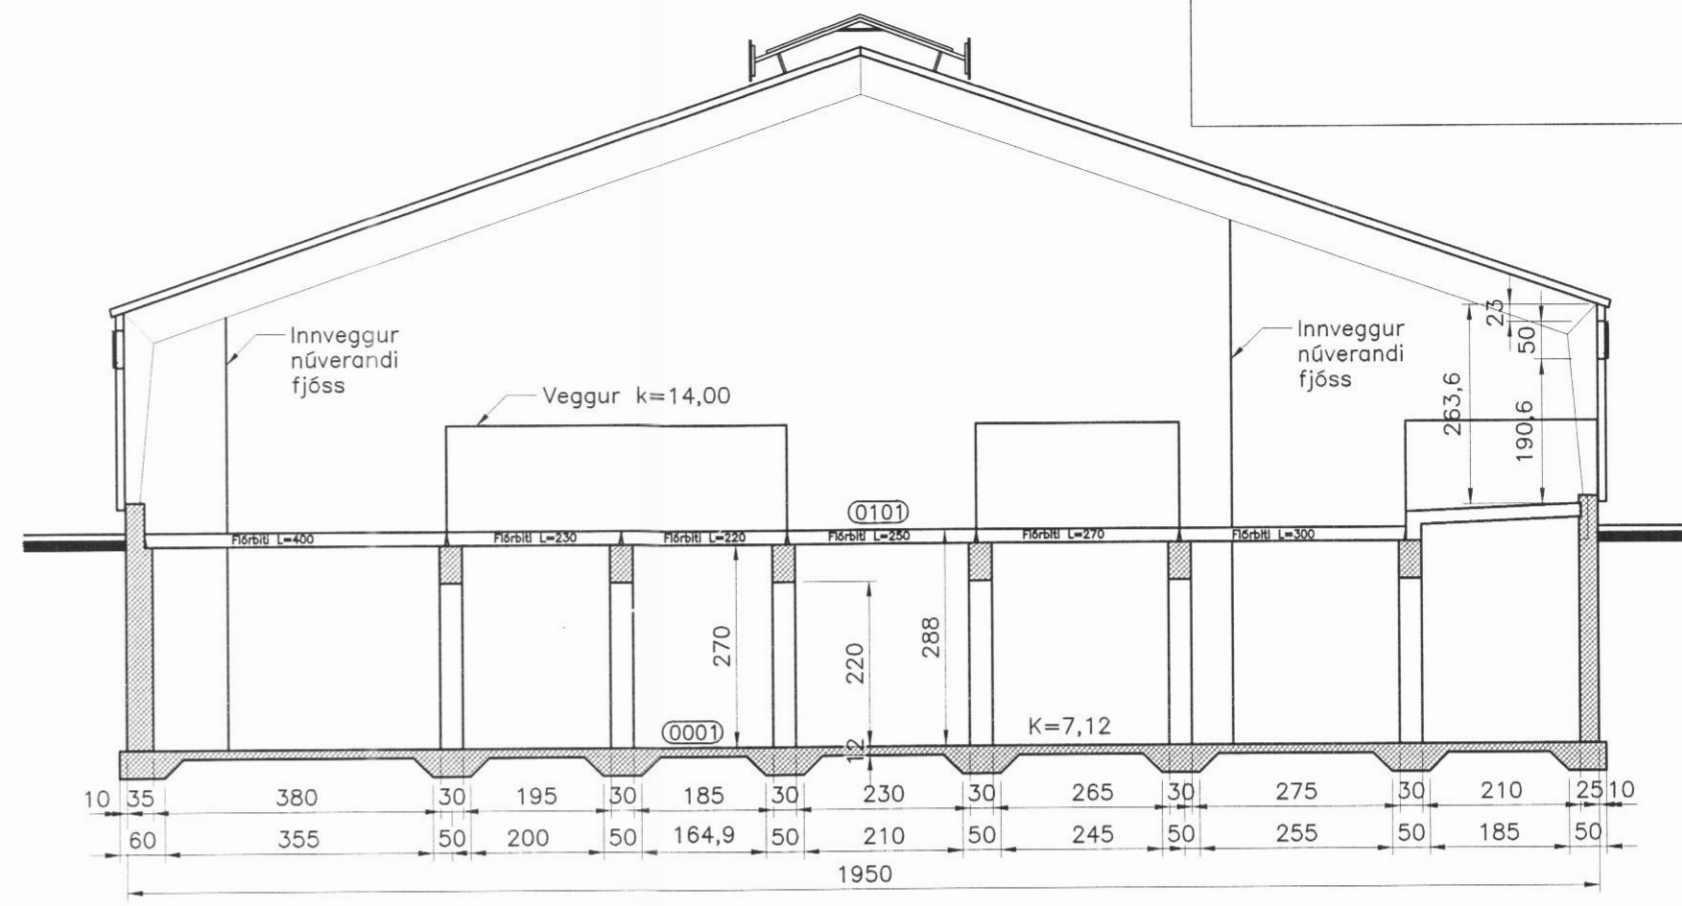 Innveggur
núverandi
fjóss
Veggur k=14,00
Innveggur
núverandi
fjóss
23
50
263,6
190,6
0101
Flórbiti L=400
Flórbiti L=230
Flórbiti L=220
Flórbiti L=250
Flórbiti L=270
Flórbiti L=300
270
220
288
0001
12
K=7,12
10 35 380 30 195 30 185 30 230 30 265 30 275 30 210 25 10
60 355 50 200 50 164,9 50 210 50 245 50 255 50 185 50
1950